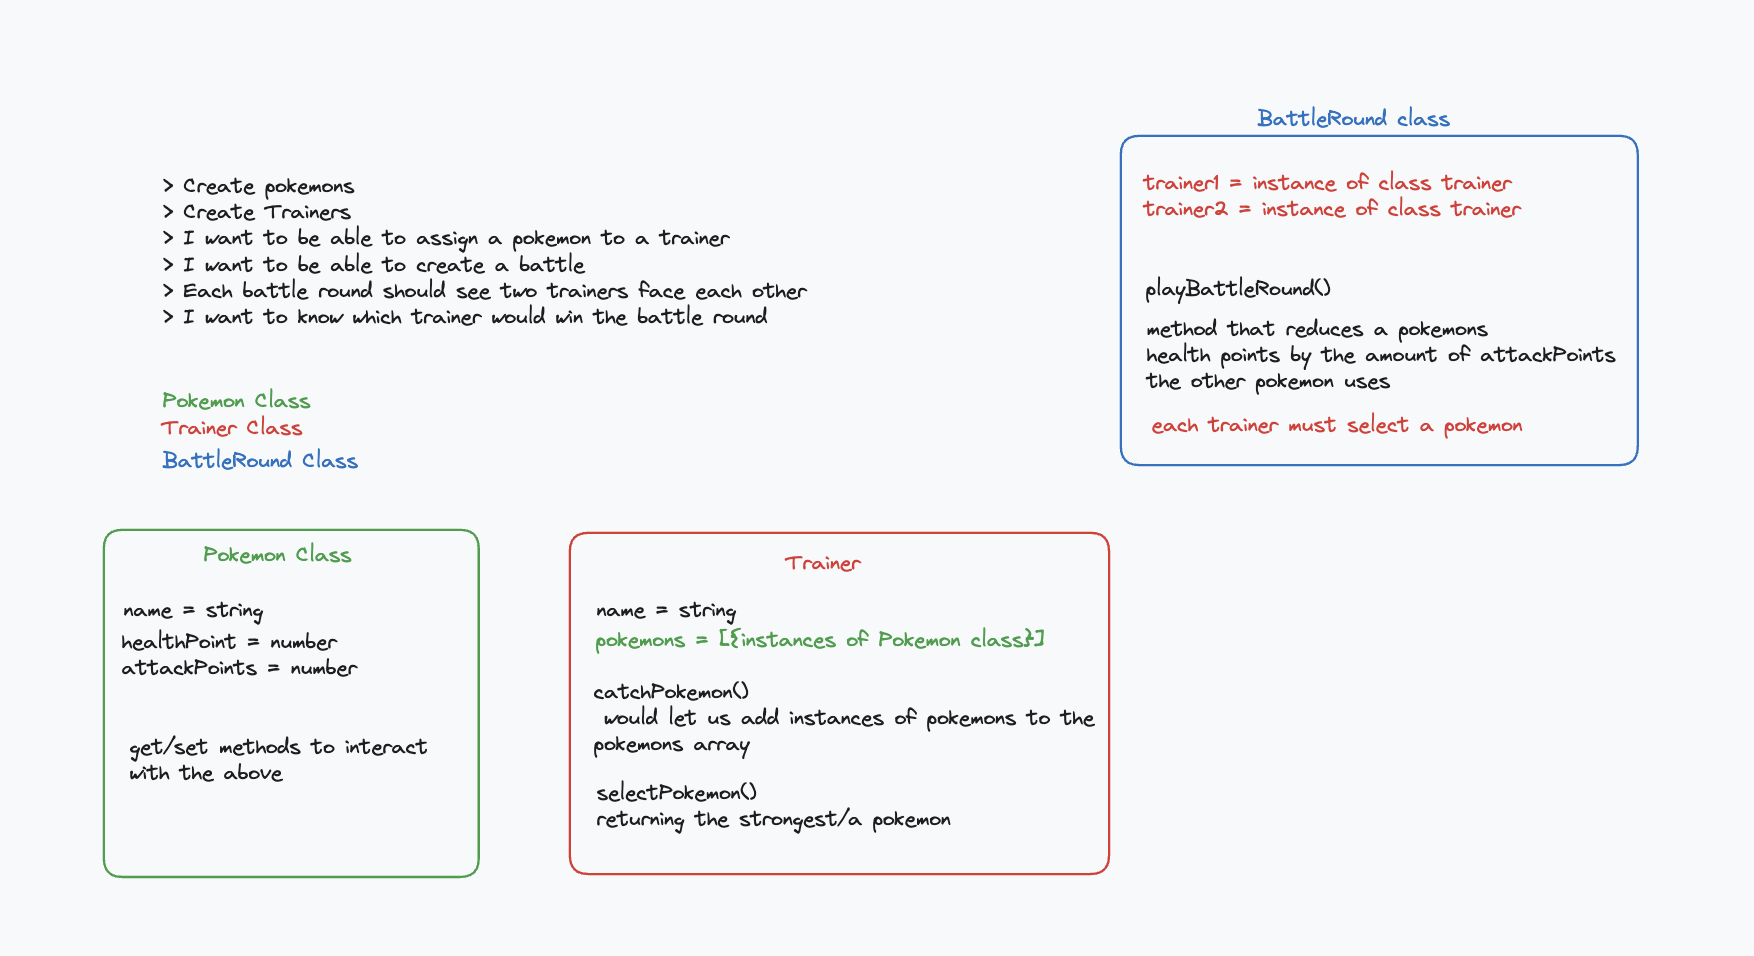 > Create pokemons
> Create Trainers
> I want to be able to assign a pokemon to a trainer
> I want to be able to create a battle
> Each battle round should see two trainers face each other
> I want to know which trainer would win the battle round
Pokemon Class
Trainer Class
BattleRound Class
BattleRound class
trainer1 = instance of class trainer
trainer2 = instance of class trainer
playBattleRound()
method that reduces a pokemons
health points by the amount of attackPoints
the other pokemon uses
each trainer must select a pokemon
Pokemon Class
name = string
healthPoint = number
attackPoints = number
get/set methods to interact
with the above
Trainer
name = string
pokemons = [{instances of Pokemon class}]
catchPokemon()
would let us add instances of pokemons to the
pokemons array
selectPokemon()
returning the strongest/a pokemon